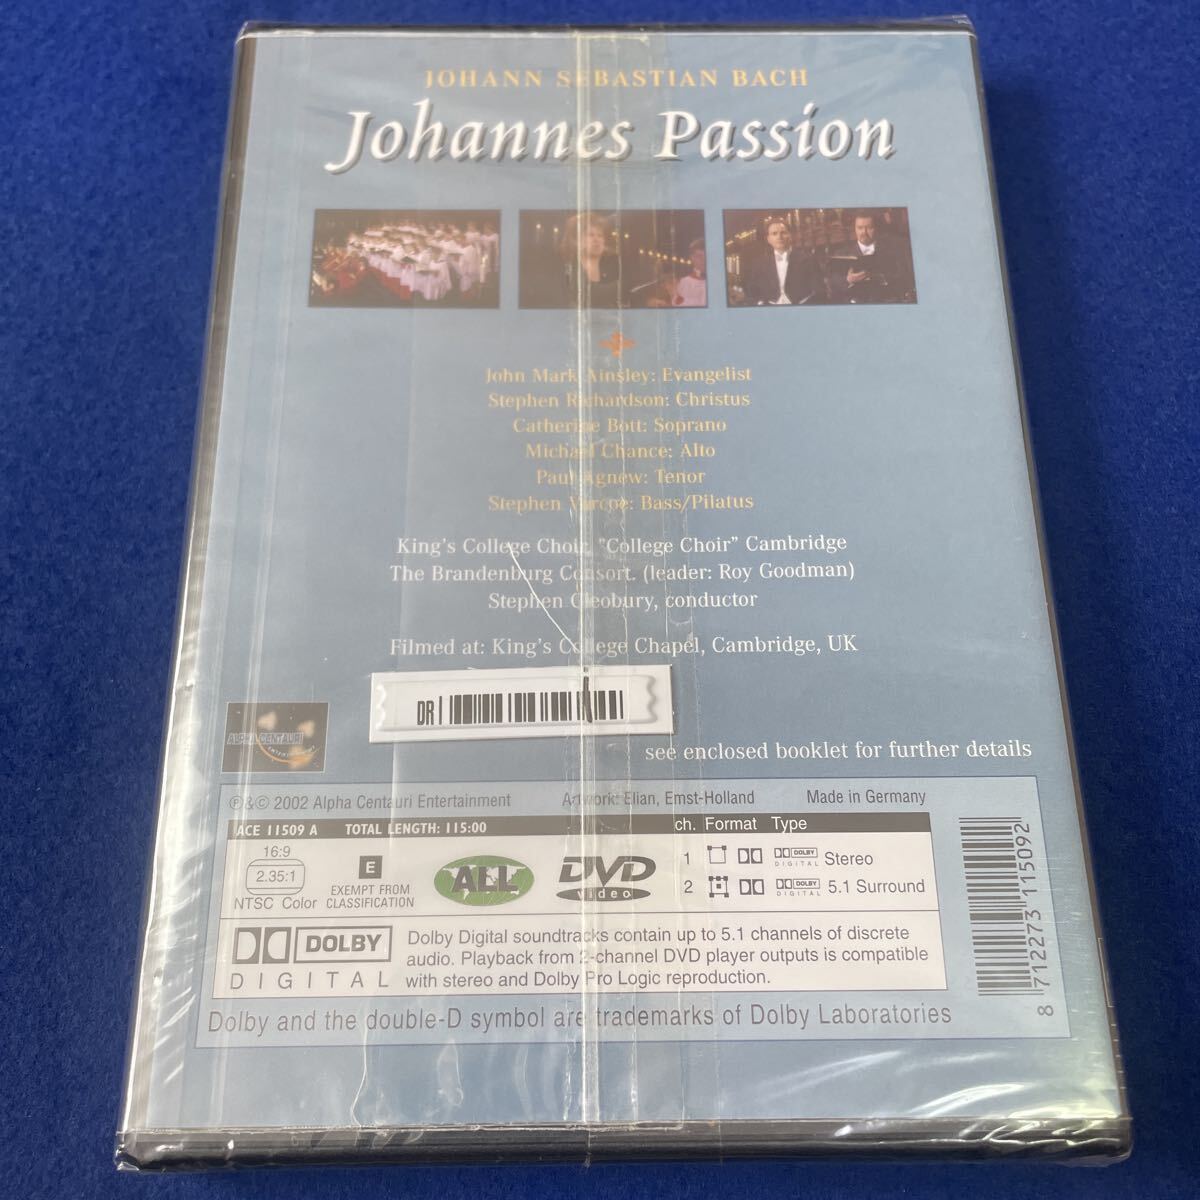 JOHANN SEBASTIAN BACH
Johannes Passion
John Mark Ainsley: Evangelist
Stephen Richardson: Christus
Catherine Bott: Soprano
Michael Chance: Alto
Paul Agnew: Tenor
Stephen Varcoe: Bass/Pilatus
King's College Choir, "College Choir" Cambridge
The Brandenburg Consort. (leader: Roy Goodman)
Stephen Cleobury, conductor
Filmed at: King's College Chapel, Cambridge, UK
DR
ALPHA CENTAURI
ENTERTAINMENT
see enclosed booklet for further details
℗&© 2002 Alpha Centauri Entertainment Artwork: Elian, Emst-Holland Made in Germany
ACE 11509 A TOTAL LENGTH: 115:00 ch. Format Type
16:9
2.35:1
NTSC Color
E
EXEMPT FROM
CLASSIFICATION
ALL
DVD
Video
1 DOLBY DIGITAL Stereo
2 DOLBY DIGITAL 5.1 Surround
DOLBY
DIGITAL
Dolby Digital soundtracks contain up to 5.1 channels of discrete
audio. Playback from 2-channel DVD player outputs is compatible
with stereo and Dolby Pro Logic reproduction.
Dolby and the double-D symbol are trademarks of Dolby Laboratories
8 712273 115092